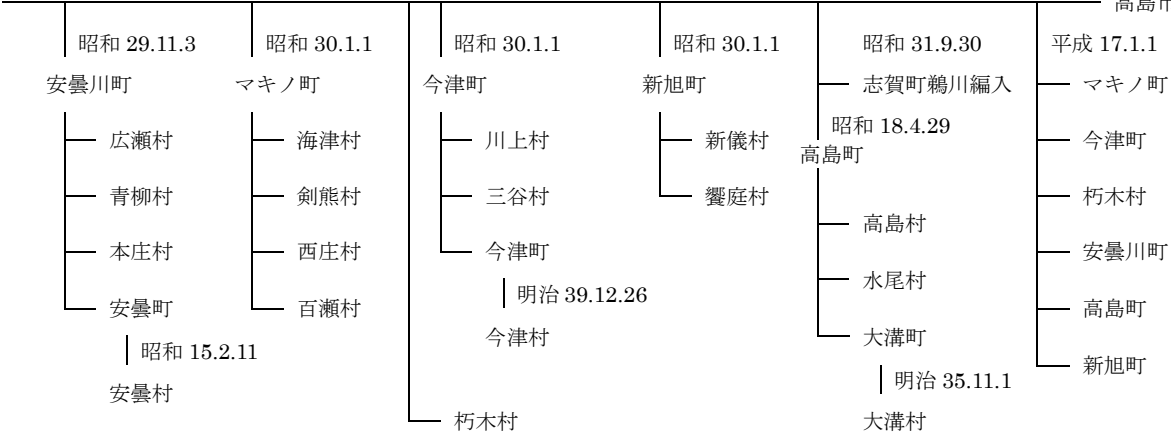 高島市
昭和 29.11.3
安曇川町
広瀬村
青柳村
本庄村
安曇町
昭和 15.2.11
安曇村
昭和 30.1.1
マキノ町
海津村
剣熊村
西庄村
百瀬村
朽木村
昭和 30.1.1
今津町
川上村
三谷村
今津町
明治 39.12.26
今津村
昭和 30.1.1
新旭町
新儀村
饗庭村
昭和 31.9.30
志賀町鵜川編入
昭和 18.4.29
高島町
高島村
水尾村
大溝町
明治 35.11.1
大溝村
平成 17.1.1
マキノ町
今津町
朽木村
安曇川町
高島町
新旭町